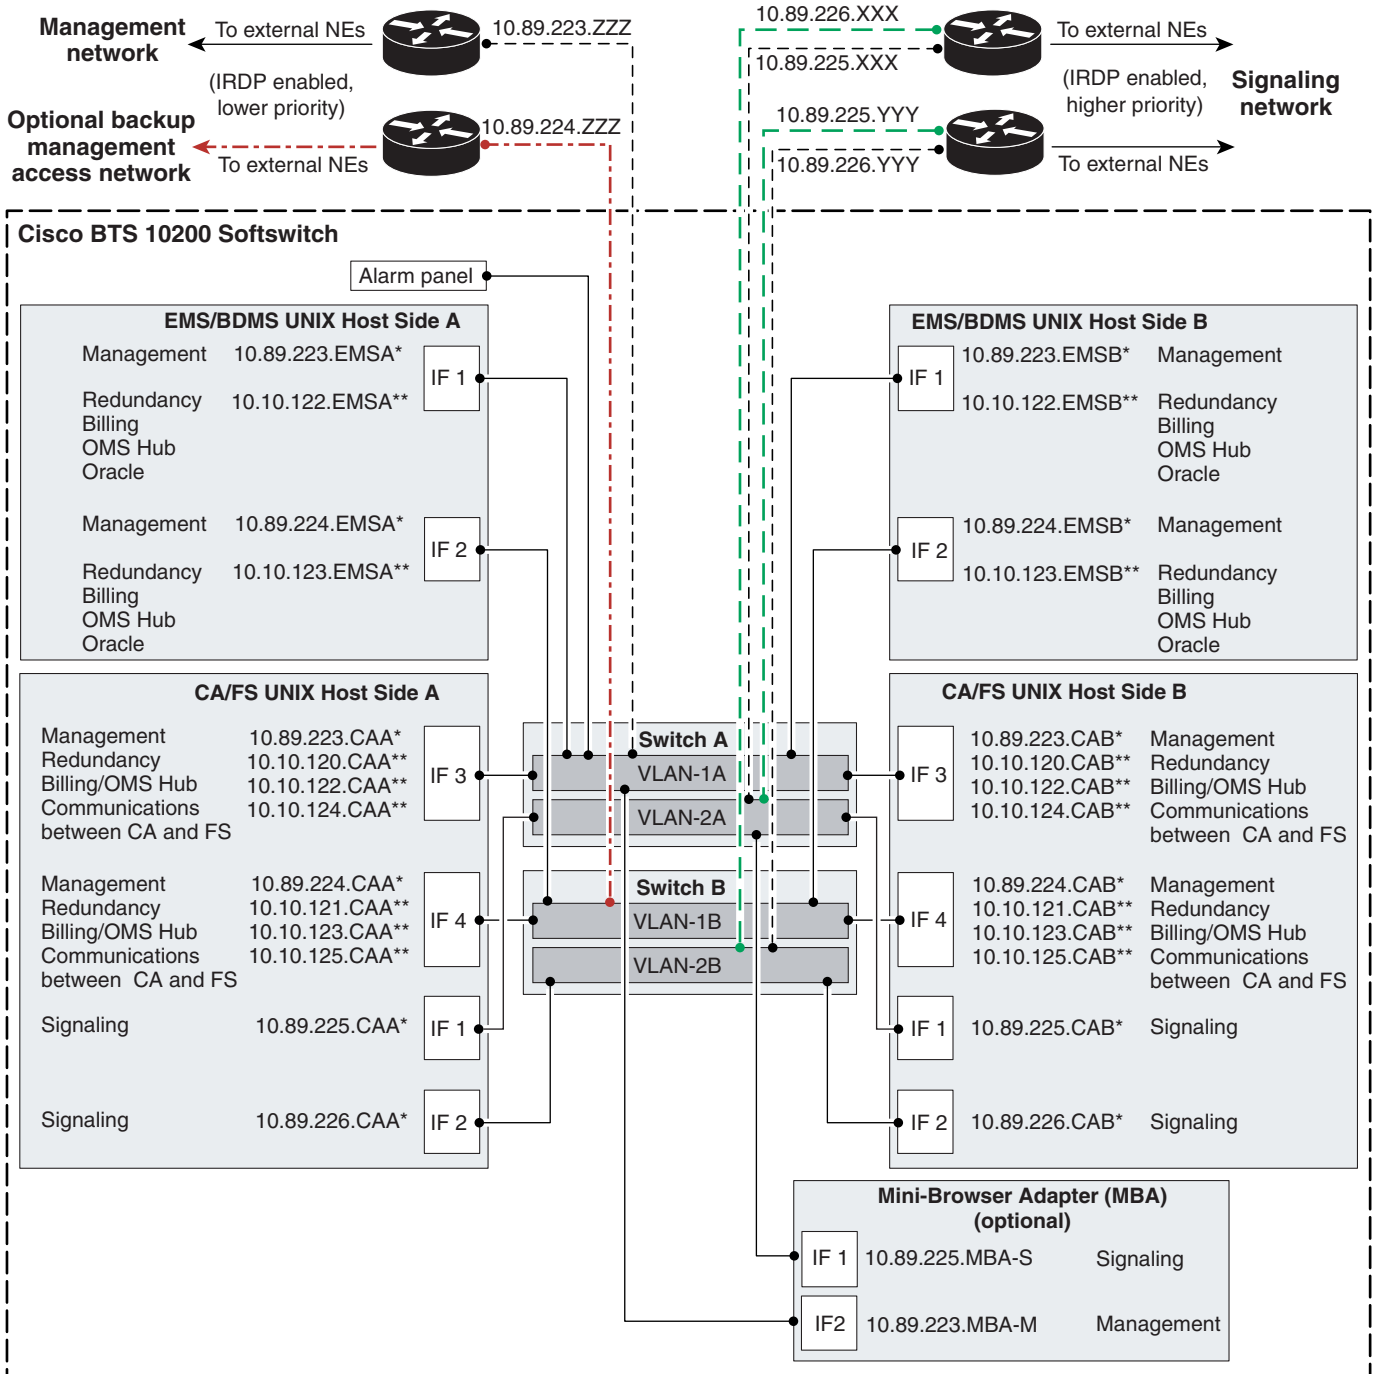 Management
network
To external NEs
10.89.223.ZZZ
(IRDP enabled,
lower priority)
Optional backup
management
access network
To external NEs
10.89.224.ZZZ
10.89.226.XXX
10.89.225.XXX
To external NEs
(IRDP enabled,
higher priority)
Signaling
network
10.89.225.YYY
10.89.226.YYY
To external NEs
Cisco BTS 10200 Softswitch
Alarm panel
EMS/BDMS UNIX Host Side A
Management 10.89.223.EMSA*
IF 1
Redundancy 10.10.122.EMSA**
Billing
OMS Hub
Oracle
Management 10.89.224.EMSA*
IF 2
Redundancy 10.10.123.EMSA**
Billing
OMS Hub
Oracle
EMS/BDMS UNIX Host Side B
10.89.223.EMSB* Management
IF 1
10.10.122.EMSB** Redundancy
Billing
OMS Hub
Oracle
10.89.224.EMSB* Management
IF 2
10.10.123.EMSB** Redundancy
Billing
OMS Hub
Oracle
CA/FS UNIX Host Side A
Management 10.89.223.CAA*
Redundancy 10.10.120.CAA**
IF 3
Billing/OMS Hub 10.10.122.CAA**
Communications 10.10.124.CAA**
between CA and FS
Management 10.89.224.CAA*
Redundancy 10.10.121.CAA**
IF 4
Billing/OMS Hub 10.10.123.CAA**
Communications 10.10.125.CAA**
between CA and FS
Signaling 10.89.225.CAA* IF 1
Signaling 10.89.226.CAA* IF 2
Switch A
VLAN-1A
VLAN-2A
Switch B
VLAN-1B
VLAN-2B
CA/FS UNIX Host Side B
10.89.223.CAB* Management
10.10.120.CAB** Redundancy
IF 3
10.10.122.CAB** Billing/OMS Hub
10.10.124.CAB** Communications
between CA and FS
10.89.224.CAB* Management
10.10.121.CAB** Redundancy
IF 4
10.10.123.CAB** Billing/OMS Hub
10.10.125.CAB** Communications
between CA and FS
IF 1 10.89.225.CAB* Signaling
IF 2 10.89.226.CAB* Signaling
Mini-Browser Adapter (MBA)
(optional)
IF 1 10.89.225.MBA-S Signaling
IF2 10.89.223.MBA-M Management